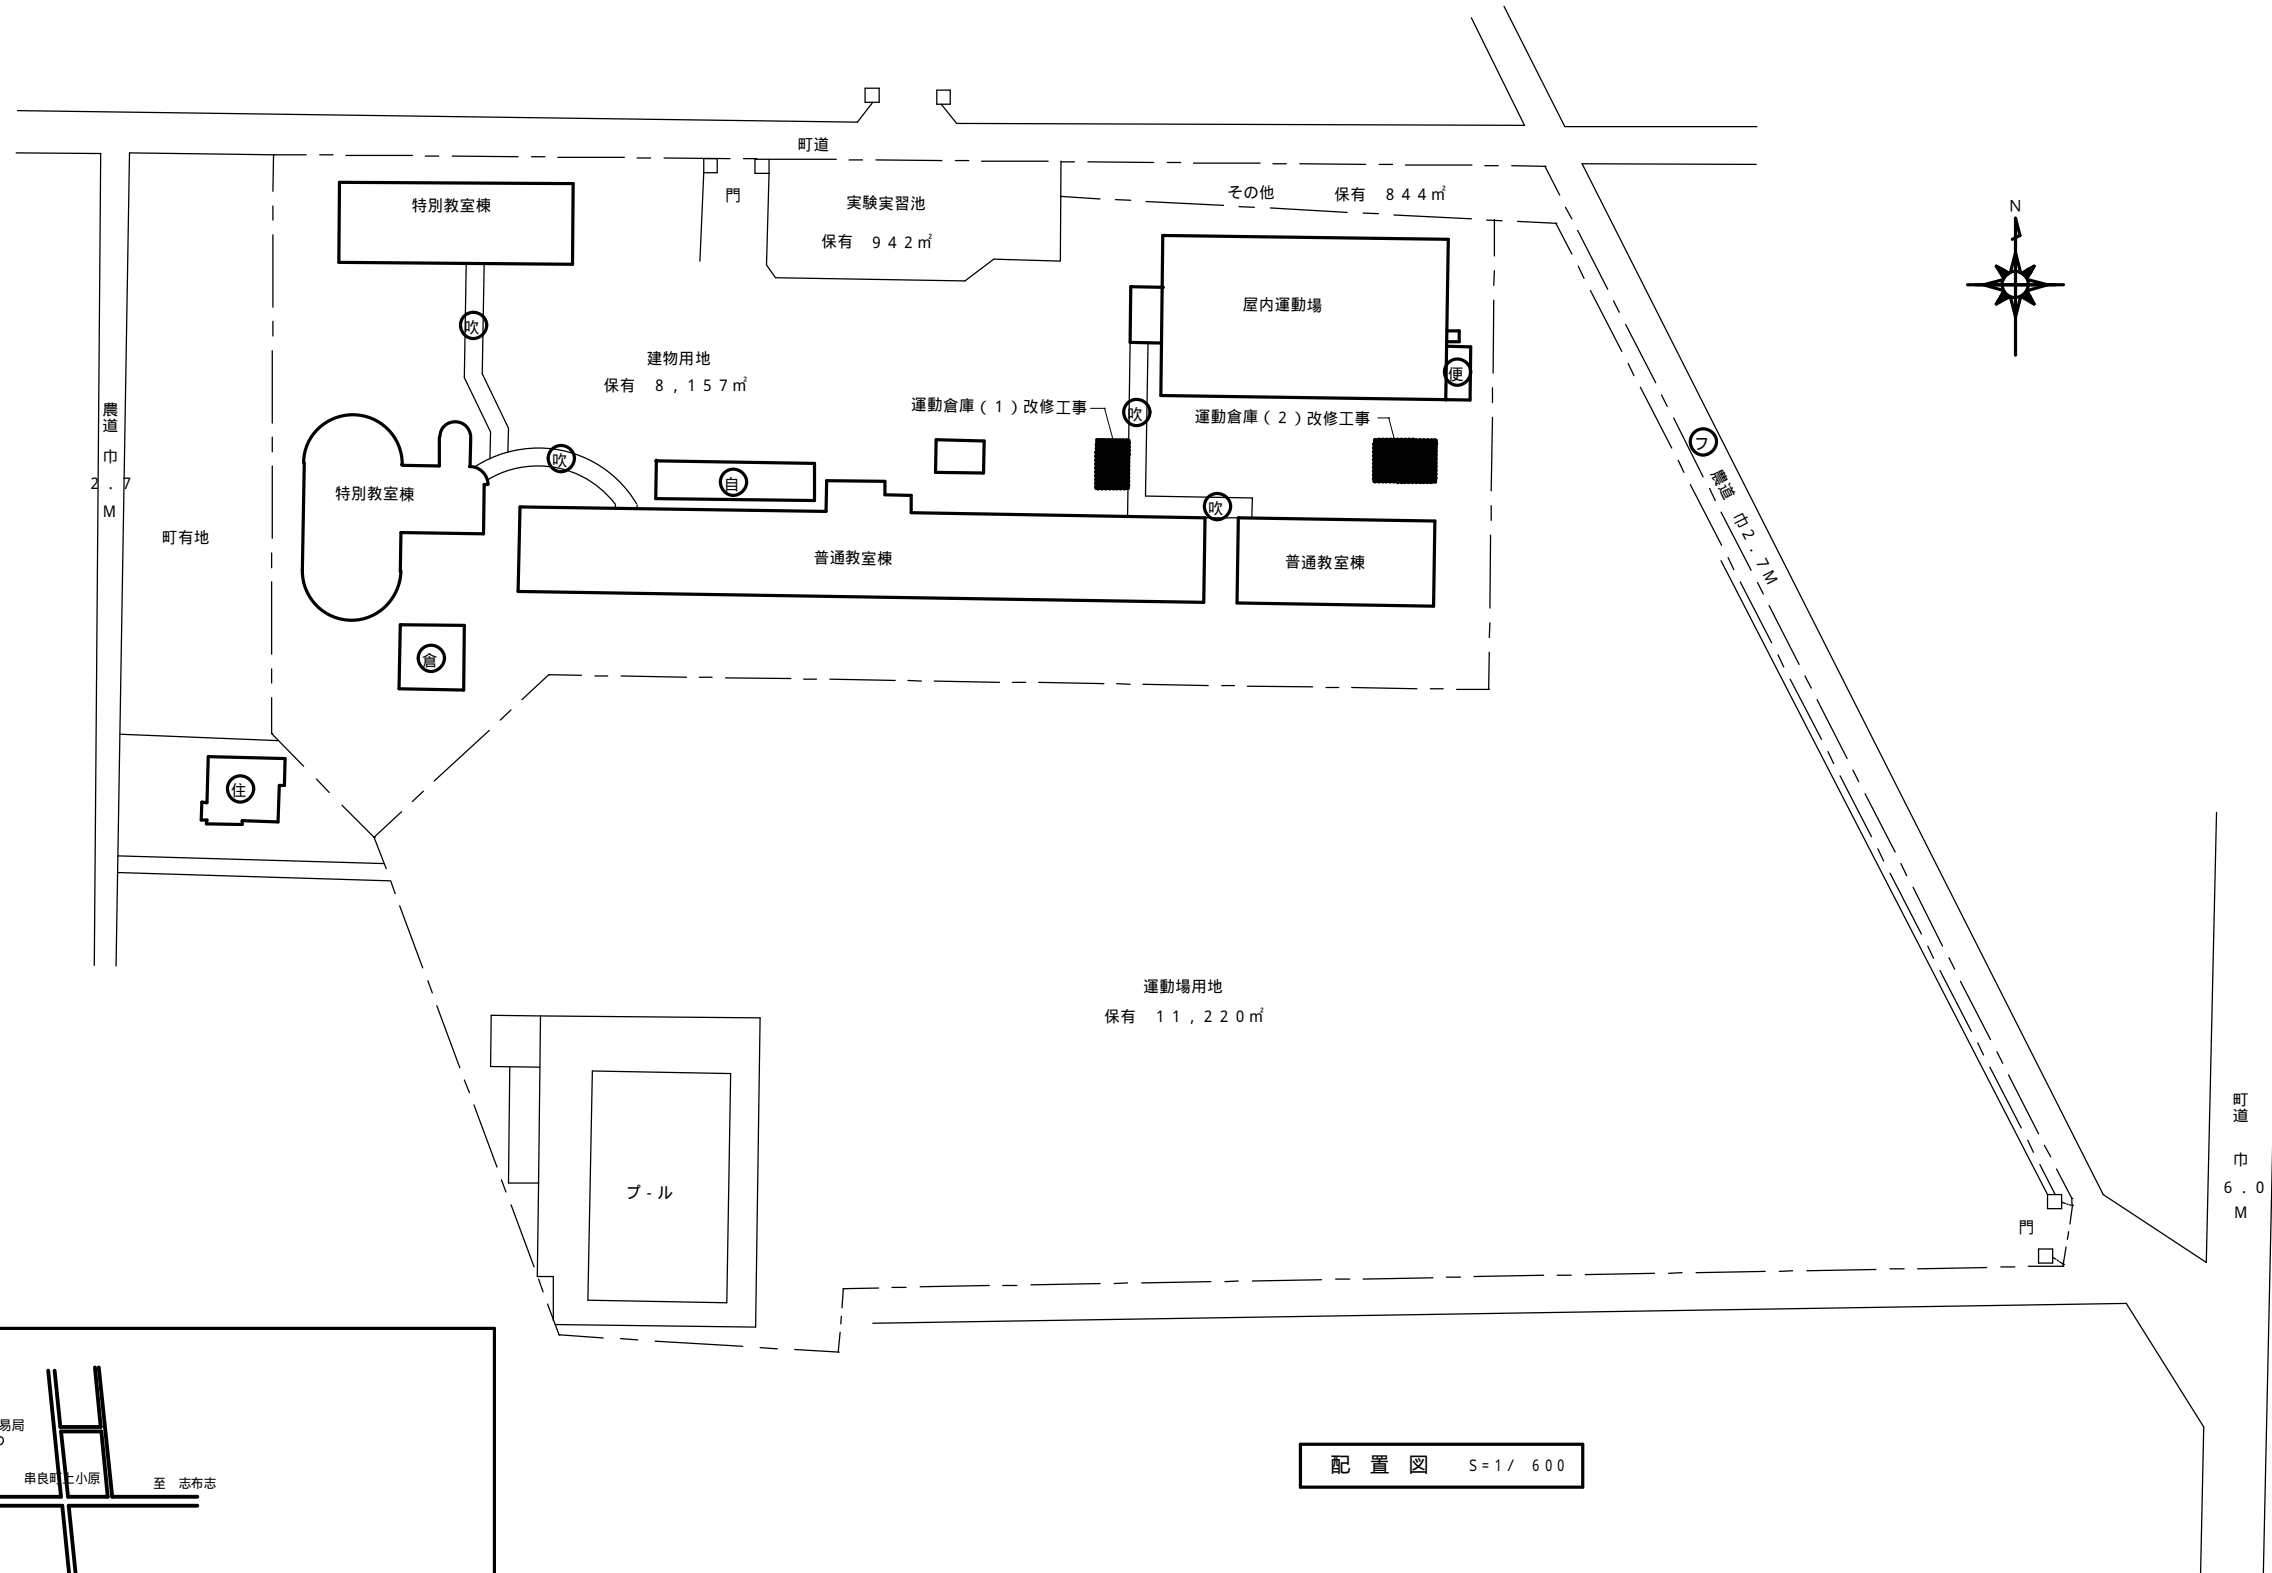 町道
門
特別教室棟
実験実習池
保有　９４２㎡
その他　　　保有　８４４㎡
N
屋内運動場
吹
建物用地
保有　８，１５７㎡
便
運動倉庫（１）改修工事
吹
運動倉庫（２）改修工事
農道　巾　２．７　Ｍ
フ
農道　巾２．７Ｍ
吹
自
特別教室棟
吹
町有地
普通教室棟
普通教室棟
倉
住
運動場用地
保有　１１，２２０㎡
プ-ル
町道　巾　６．０　Ｍ
門
易局
串良町上小原
至　志布志
配　置　図　　S=1/ 600